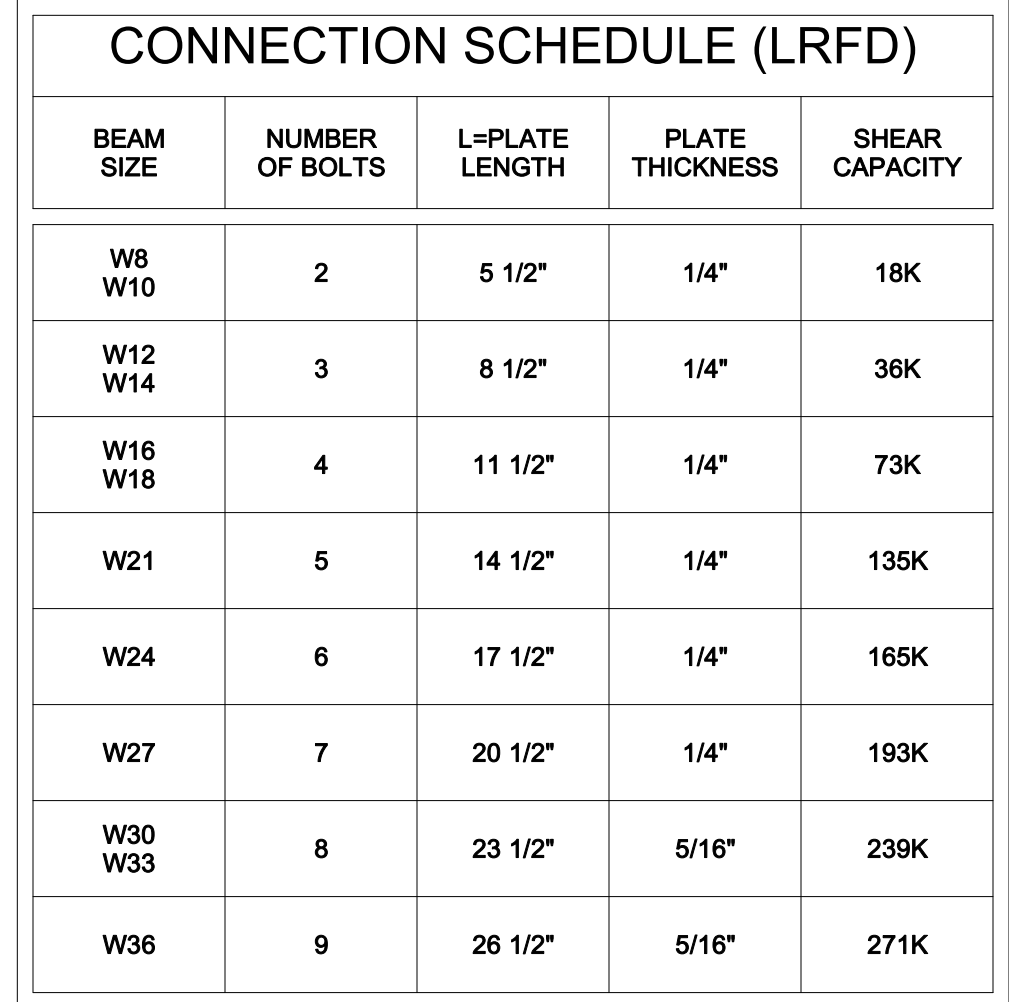 CONNECTION SCHEDULE (LRFD)
BEAM SIZE NUMBER OF BOLTS L=PLATE LENGTH PLATE THICKNESS SHEAR CAPACITY
W8 W10 2 5 1/2" 1/4" 18K
W12 W14 3 8 1/2" 1/4" 36K
W16 W18 4 11 1/2" 1/4" 73K
W21 5 14 1/2" 1/4" 135K
W24 6 17 1/2" 1/4" 165K
W27 7 20 1/2" 1/4" 193K
W30 W33 8 23 1/2" 5/16" 239K
W36 9 26 1/2" 5/16" 271K